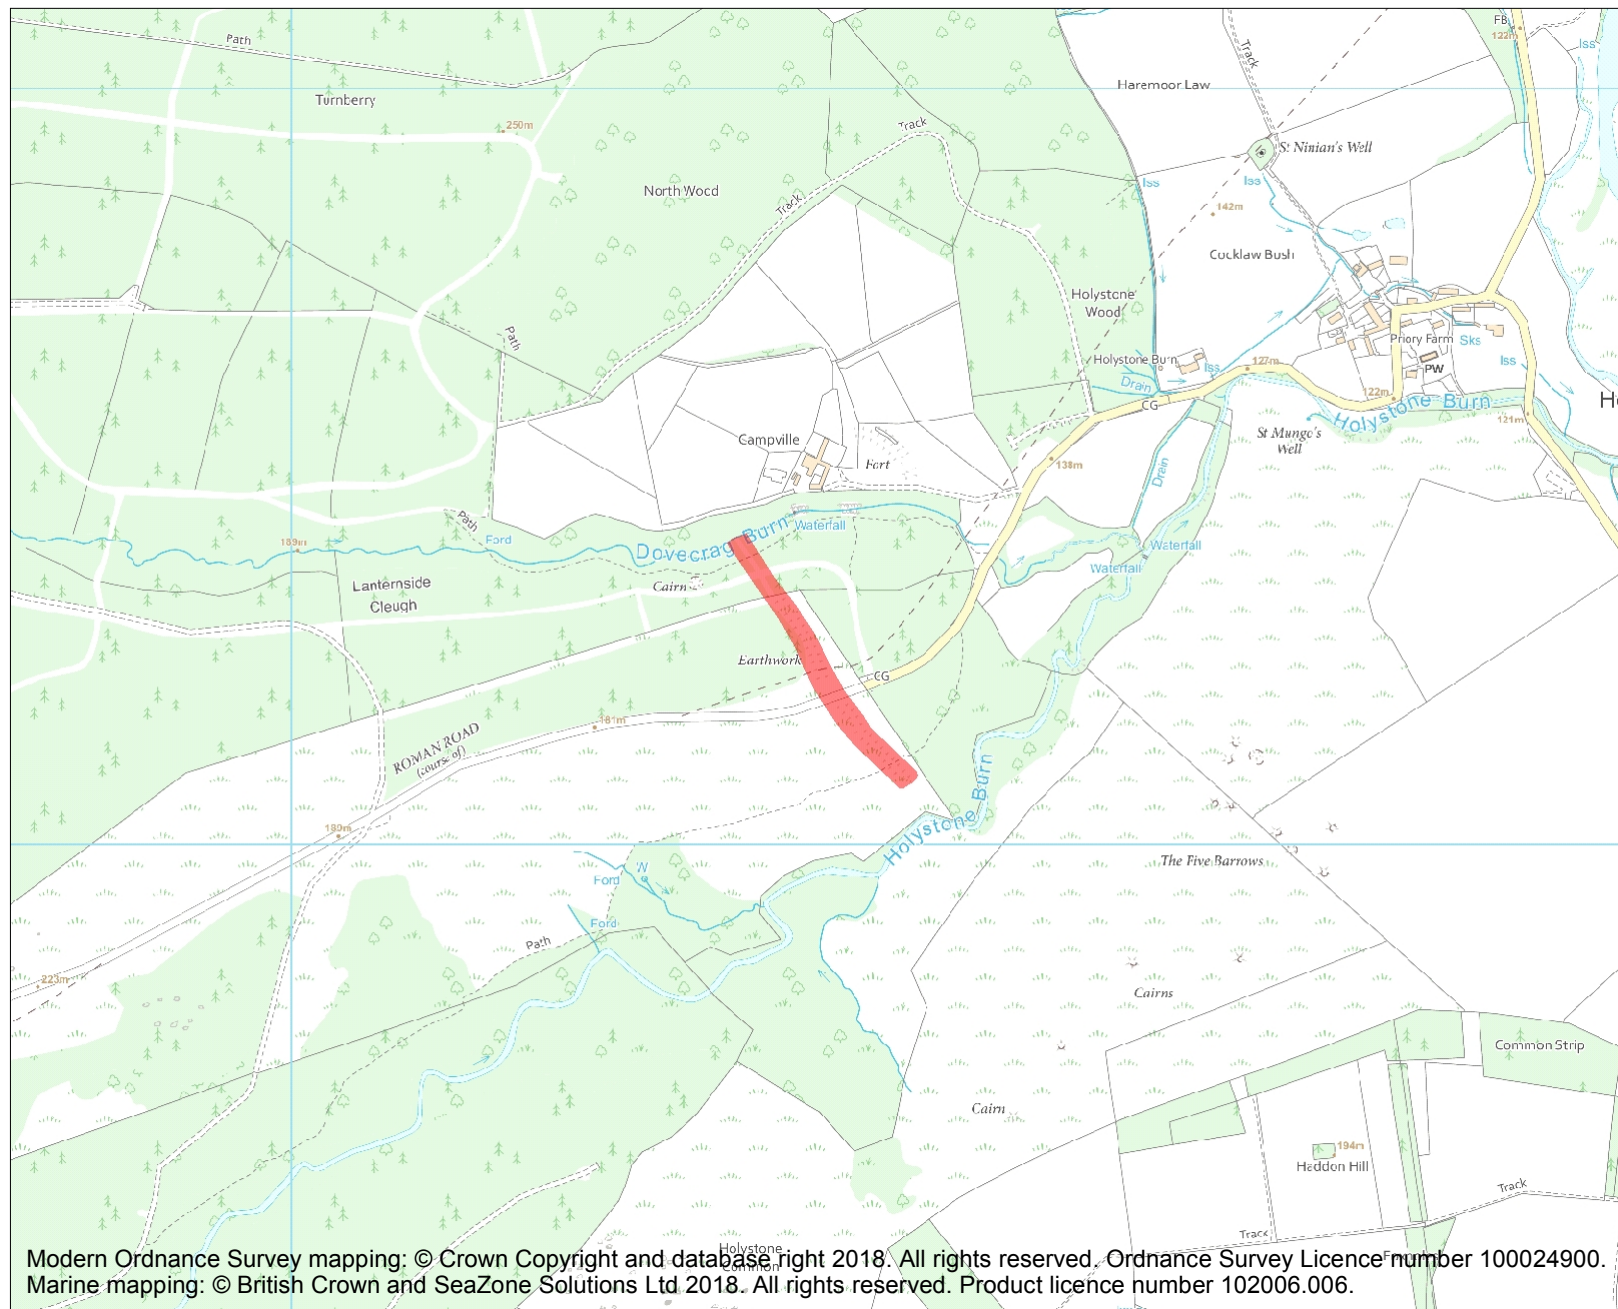 Path
Turnberry
250m
North Wood
Track
Track
Track
Haremoor Law
FB
122m
Iss
St Ninian's Well
Iss
Iss
142m
Cocklaw Bush
Holystone
Wood
Holystone Burn
Iss
Drain
127m
Priory Farm
Sks
PW
Iss
122m
121m
CG
Holystone Burn
St Mungo's
Well
Path
Campville
Fort
138m
Drain
Path
Ford
189m
Dovecrag Burn
Waterfall
Waterfall
Waterfall
Lanternside
Cleugh
Cairn
Earthwork
CG
181m
ROMAN ROAD
(course of)
189m
Holystone Burn
The Five Barrows
Ford
W
Ford
Path
223m
Cairns
Cairn
Common Strip
194m
Haddon Hill
Track
Track
Holystone
Common
Modern Ordnance Survey mapping: © Crown Copyright and database right 2018. All rights reserved. Ordnance Survey Licence number 100024900.
Marine mapping: © British Crown and SeaZone Solutions Ltd 2018. All rights reserved. Product licence number 102006.006.